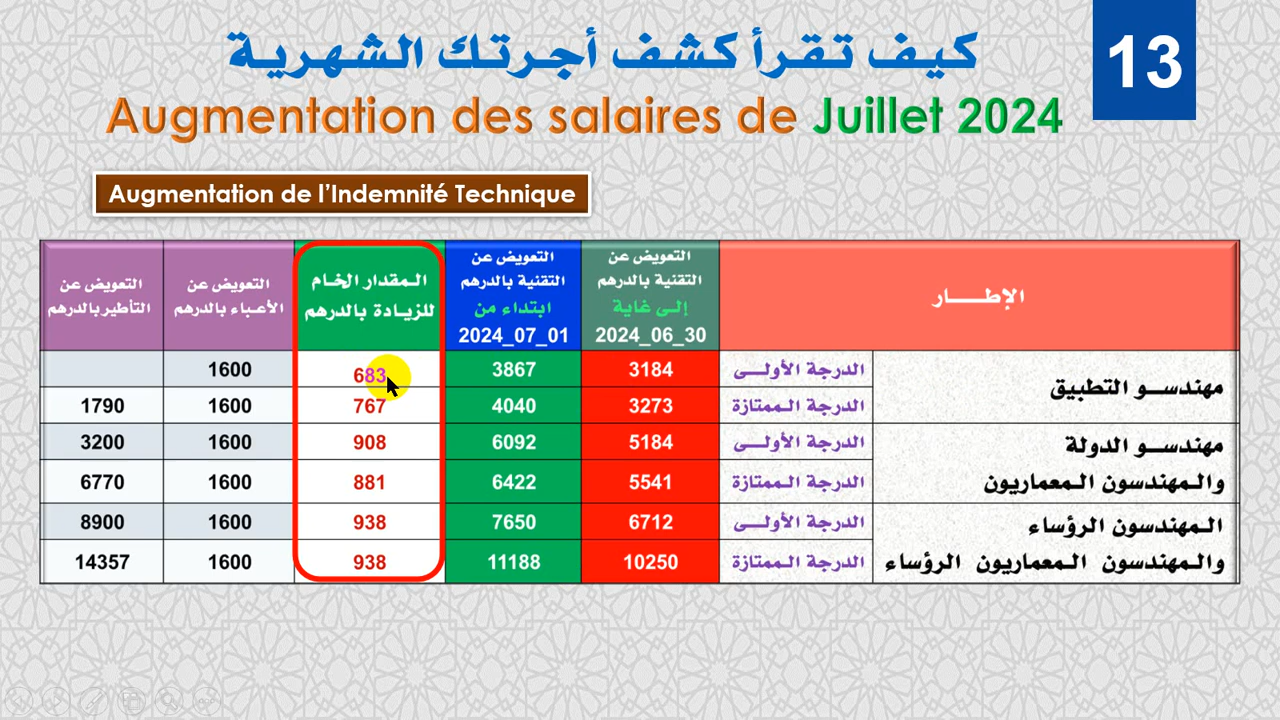 13
كيف تقرأ كشف أجرتك الشهرية
Augmentation des salaires de Juillet 2024
Augmentation de l’Indemnité Technique
الإطـــار
التعويض عن
التقنية بالدرهم
إلى غاية
2024_06_30
التعويض عن
التقنية بالدرهم
ابتداء من
2024_07_01
المقدار الخام
للزيادة بالدرهم
التعويض عن
الأعباء بالدرهم
التعويض عن
التأطير بالدرهم
مهندسو التطبيق
الدرجة الأولى 3184 3867 683 1600
الدرجة الممتازة 3273 4040 767 1600 1790
مهندسو الدولة
والمهندسون المعماريون
الدرجة الأولى 5184 6092 908 1600 3200
الدرجة الممتازة 5541 6422 881 1600 6770
المهندسون الرؤساء
والمهندسون المعماريون الرؤساء
الدرجة الأولى 6712 7650 938 1600 8900
الدرجة الممتازة 10250 11188 938 1600 14357